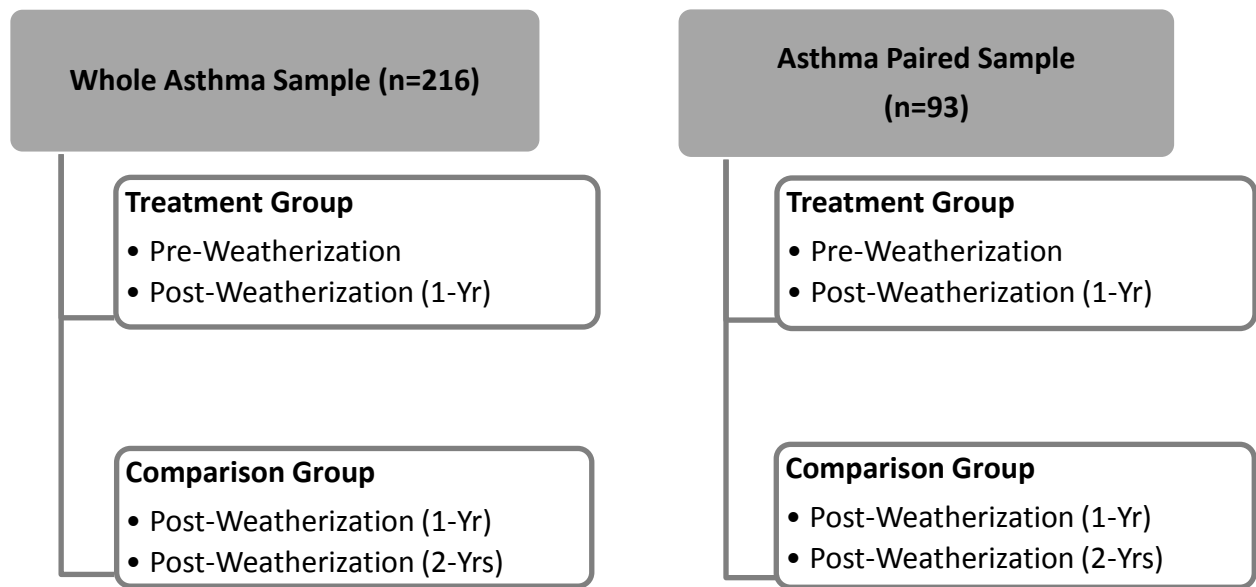 Whole Asthma Sample (n=216)
Treatment Group
• Pre-Weatherization
• Post-Weatherization (1-Yr)
Comparison Group
• Post-Weatherization (1-Yr)
• Post-Weatherization (2-Yrs)
Asthma Paired Sample
(n=93)
Treatment Group
• Pre-Weatherization
• Post-Weatherization (1-Yr)
Comparison Group
• Post-Weatherization (1-Yr)
• Post-Weatherization (2-Yrs)